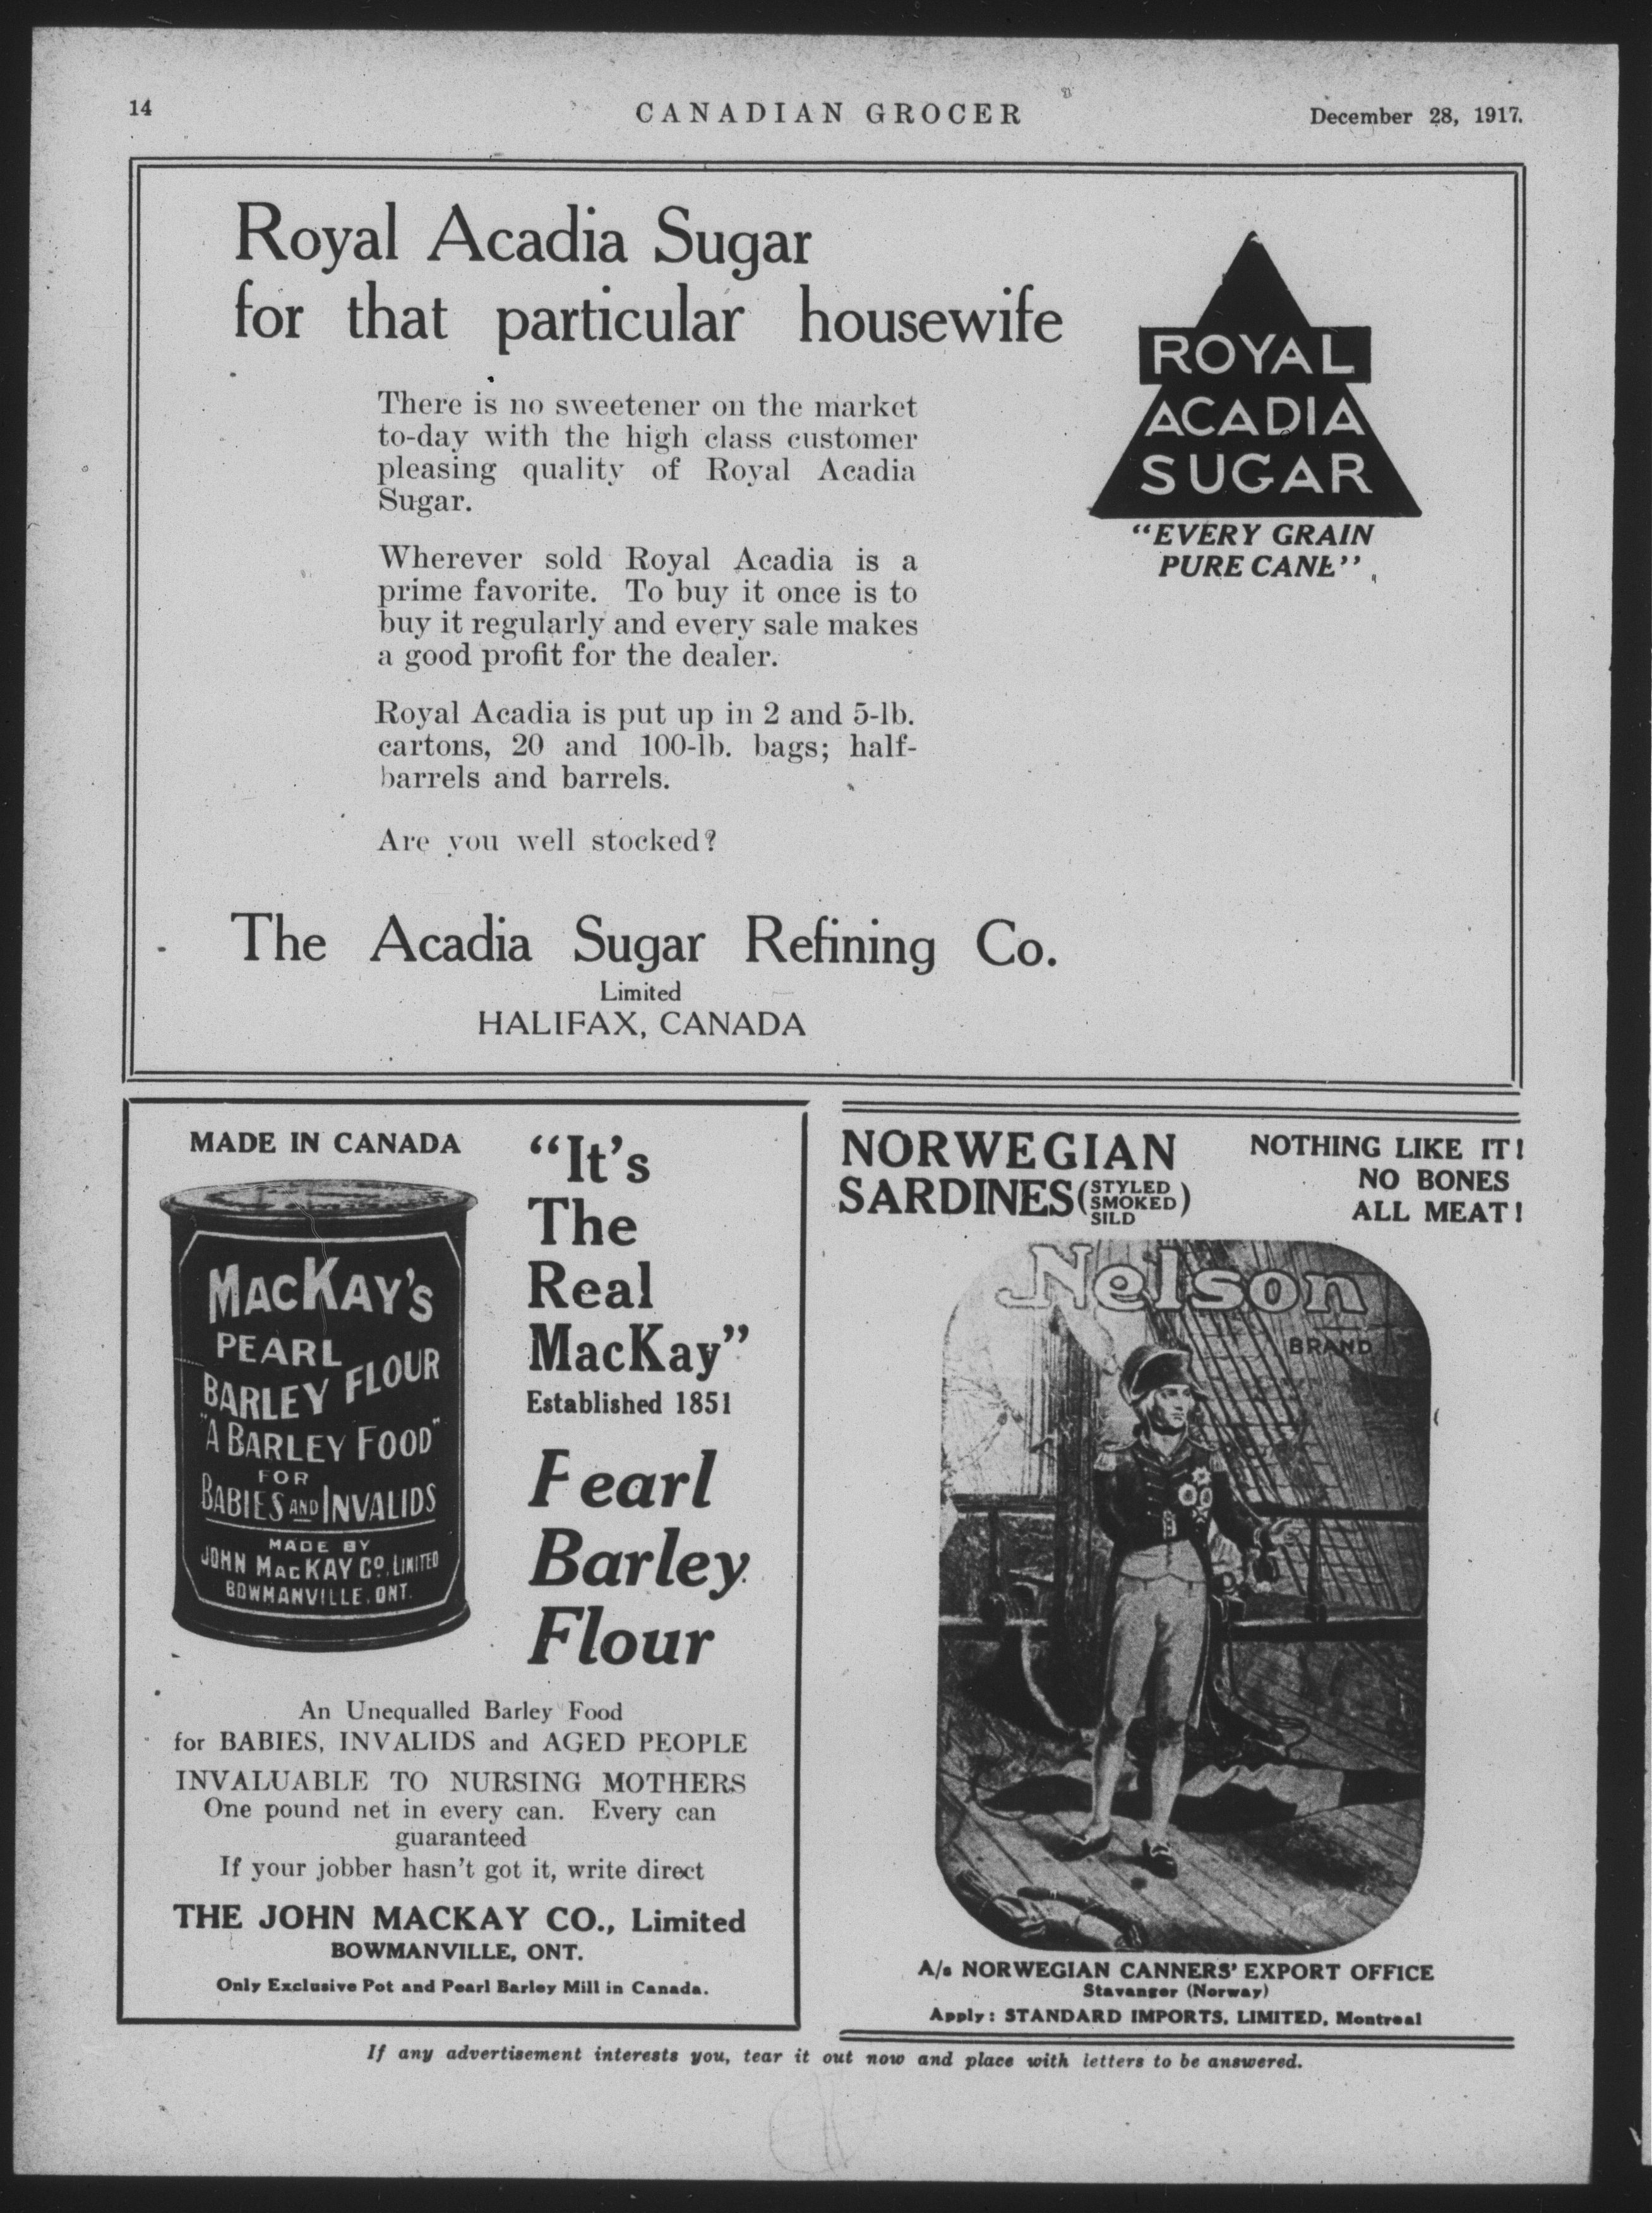 14
CANADIAN GROCER
December 28, 1917.
Royal Acadia Sugar
for that particular housewife
There is no sweetener on the market
to-day with the high class customer
pleasing quality of Royal Acadia
Sugar.
Wherever sold Royal Acadia is a
prime favorite. To buy it once is to
buy it regularly and every sale makes
a good profit for the dealer.
Royal Acadia is put up in 2 and 5-lb.
cartons, 20 and 100-lb. bags; half-
barrels and barrels.
Are you well stocked?
The Acadia Sugar Refining Co.
Limited
HALIFAX, CANADA
ROYAL
ACADIA
SUGAR
"EVERY GRAIN
PURE CANE"
MADE IN CANADA
MACKAY'S
PEARL
BARLEY FLOUR
"A BARLEY FOOD"
FOR
BABIES AND INVALIDS
MADE BY
JOHN MACKAY CO. LIMITED
BOWMANVILLE, ONT.
"It's
The
Real
MacKay"
Established 1851
Pearl
Barley
Flour
An Unequalled Barley Food
for BABIES, INVALIDS and AGED PEOPLE
INVALUABLE TO NURSING MOTHERS
One pound net in every can. Every can
guaranteed
If your jobber hasn't got it, write direct
THE JOHN MACKAY CO., Limited
BOWMANVILLE, ONT.
Only Exclusive Pot and Pearl Barley Mill in Canada.
NORWEGIAN
SARDINES (STYLED
SMOKED
SILD)
NOTHING LIKE IT!
NO BONES
ALL MEAT!
Nelson
BRAND
A/s NORWEGIAN CANNERS' EXPORT OFFICE
Stavanger (Norway)
Apply: STANDARD IMPORTS, LIMITED, Montreal
If any advertisement interests you, tear it out now and place with letters to be answered.